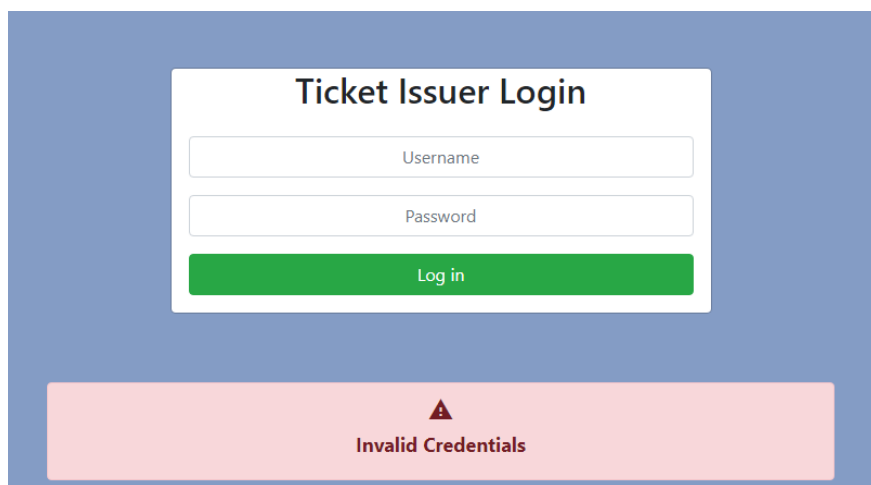 Ticket Issuer Login
Username
Password
Log in
Invalid Credentials